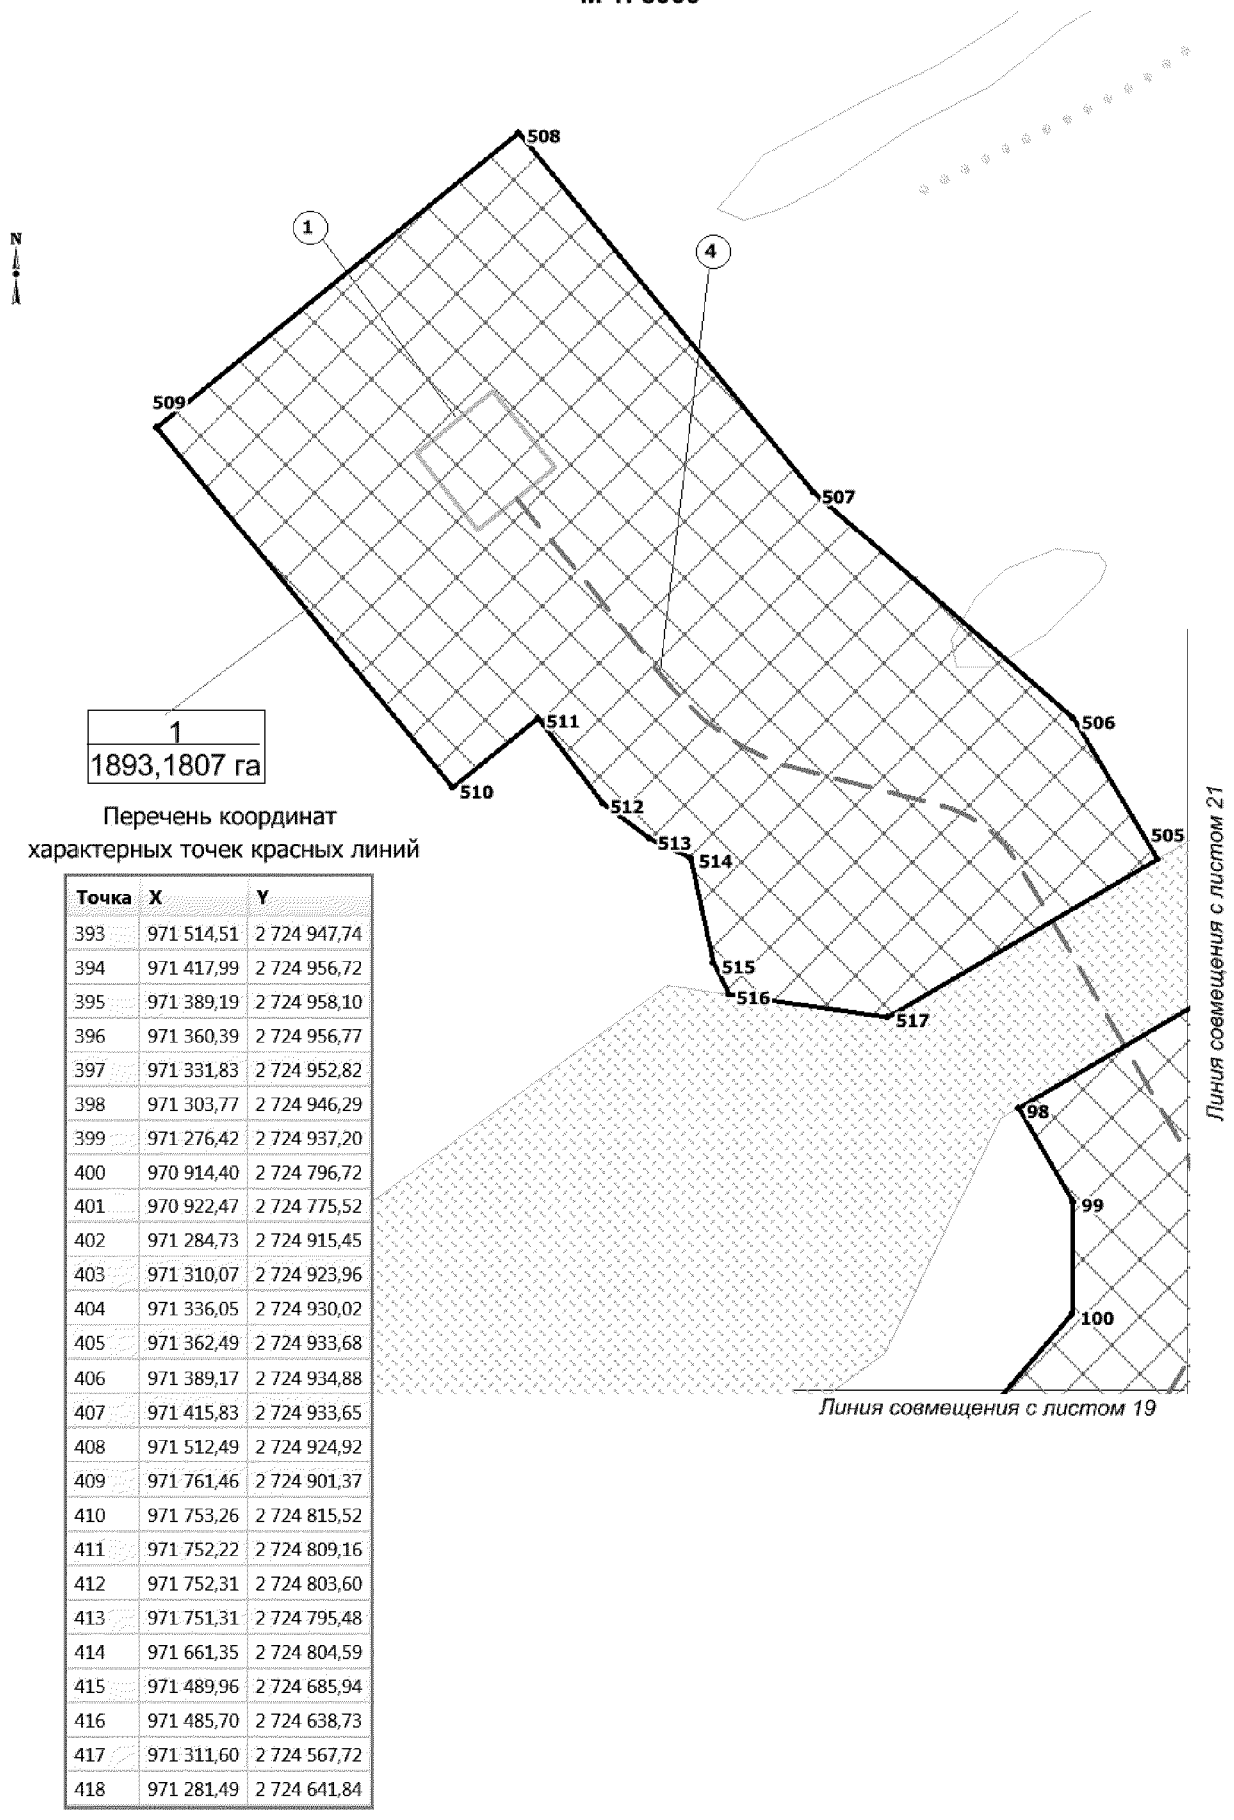 508
N
1
4
509
507
511
506
1
1893,1807 га
510
512
505
513
514
Перечень координат
характерных точек красных линий
515
516
517
98
99
100
Линия совмещения с листом 21
Линия совмещения с листом 19
Точка X Y
393 971 514,51 2 724 947,74
394 971 417,99 2 724 956,72
395 971 389,19 2 724 958,10
396 971 360,39 2 724 956,77
397 971 331,83 2 724 952,82
398 971 303,77 2 724 946,29
399 971 276,42 2 724 937,20
400 970 914,40 2 724 796,72
401 970 922,47 2 724 775,52
402 971 284,73 2 724 915,45
403 971 310,07 2 724 923,96
404 971 336,05 2 724 930,02
405 971 362,49 2 724 933,68
406 971 389,17 2 724 934,88
407 971 415,83 2 724 933,65
408 971 512,49 2 724 924,92
409 971 761,46 2 724 901,37
410 971 753,26 2 724 815,52
411 971 752,22 2 724 809,16
412 971 752,31 2 724 803,60
413 971 751,31 2 724 795,48
414 971 661,35 2 724 804,59
415 971 489,96 2 724 685,94
416 971 485,70 2 724 638,73
417 971 311,60 2 724 567,72
418 971 281,49 2 724 641,84